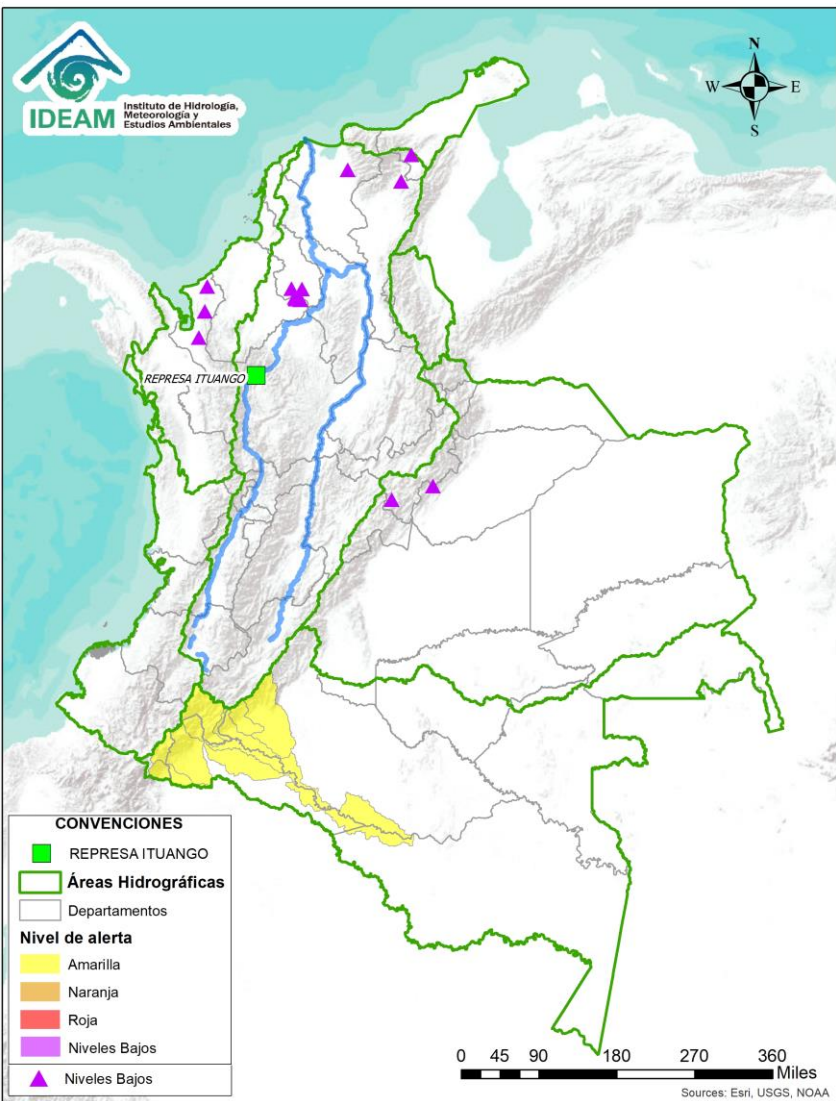 IDEAM
Instituto de Hidrología,
Meteorología y
Estudios Ambientales
N
W
E
S
REPRESA ITUANGO
CONVENCIONES
REPRESA ITUANGO
Áreas Hidrográficas
Departamentos
Nivel de alerta
Amarilla
Naranja
Roja
Niveles Bajos
Niveles Bajos
0 45 90 180 270 360
Miles
Sources: Esri, USGS, NOAA